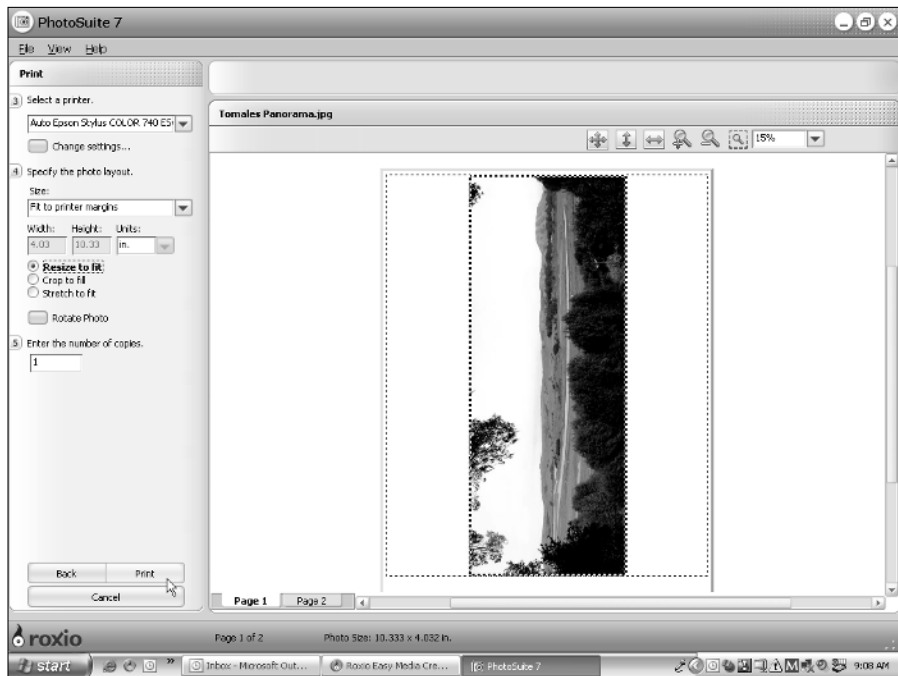 PhotoSuite 7
File View Help
Print
3 Select a printer.
Auto Epson Stylus COLOR 740 ES
Change settings...
4 Specify the photo layout.
Size:
Fit to printer margins
Width: Height: Units:
4.03 10.33 in.
Resize to fit
Crop to fill
Stretch to fit
Rotate Photo
5 Enter the number of copies.
1
Back Print
Cancel
Tomales Panorama.jpg
15%
Page 1 Page 2
roxio
Page 1 of 2 Photo Size: 10.333 x 4.032 in.
start
Inbox - Microsoft Out...
Roxio Easy Media Cre...
PhotoSuite 7
9:08 AM